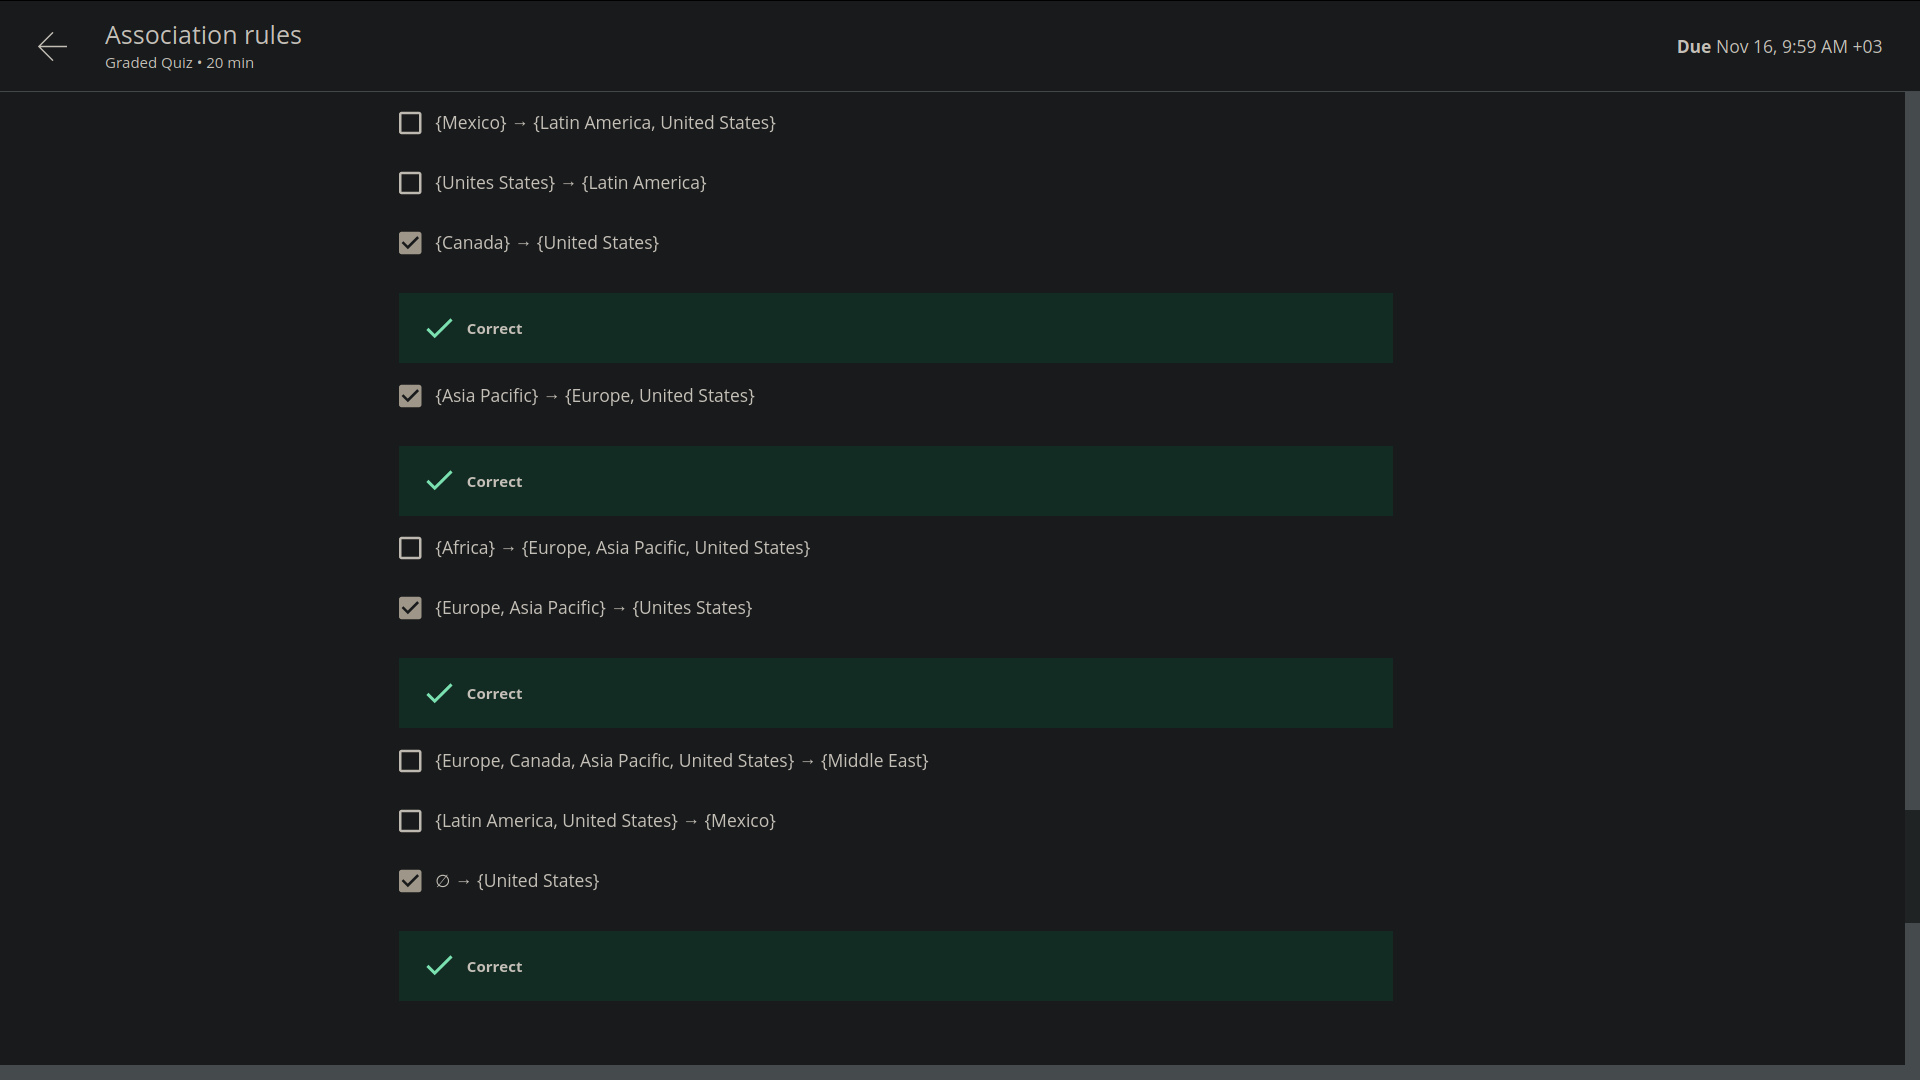 Association rules
Graded Quiz • 20 min
Due Nov 16, 9:59 AM +03
{Mexico} → {Latin America, United States}
{Unites States} → {Latin America}
{Canada} → {United States}
Correct
{Asia Pacific} → {Europe, United States}
Correct
{Africa} → {Europe, Asia Pacific, United States}
{Europe, Asia Pacific} → {Unites States}
Correct
{Europe, Canada, Asia Pacific, United States} → {Middle East}
{Latin America, United States} → {Mexico}
∅ → {United States}
Correct